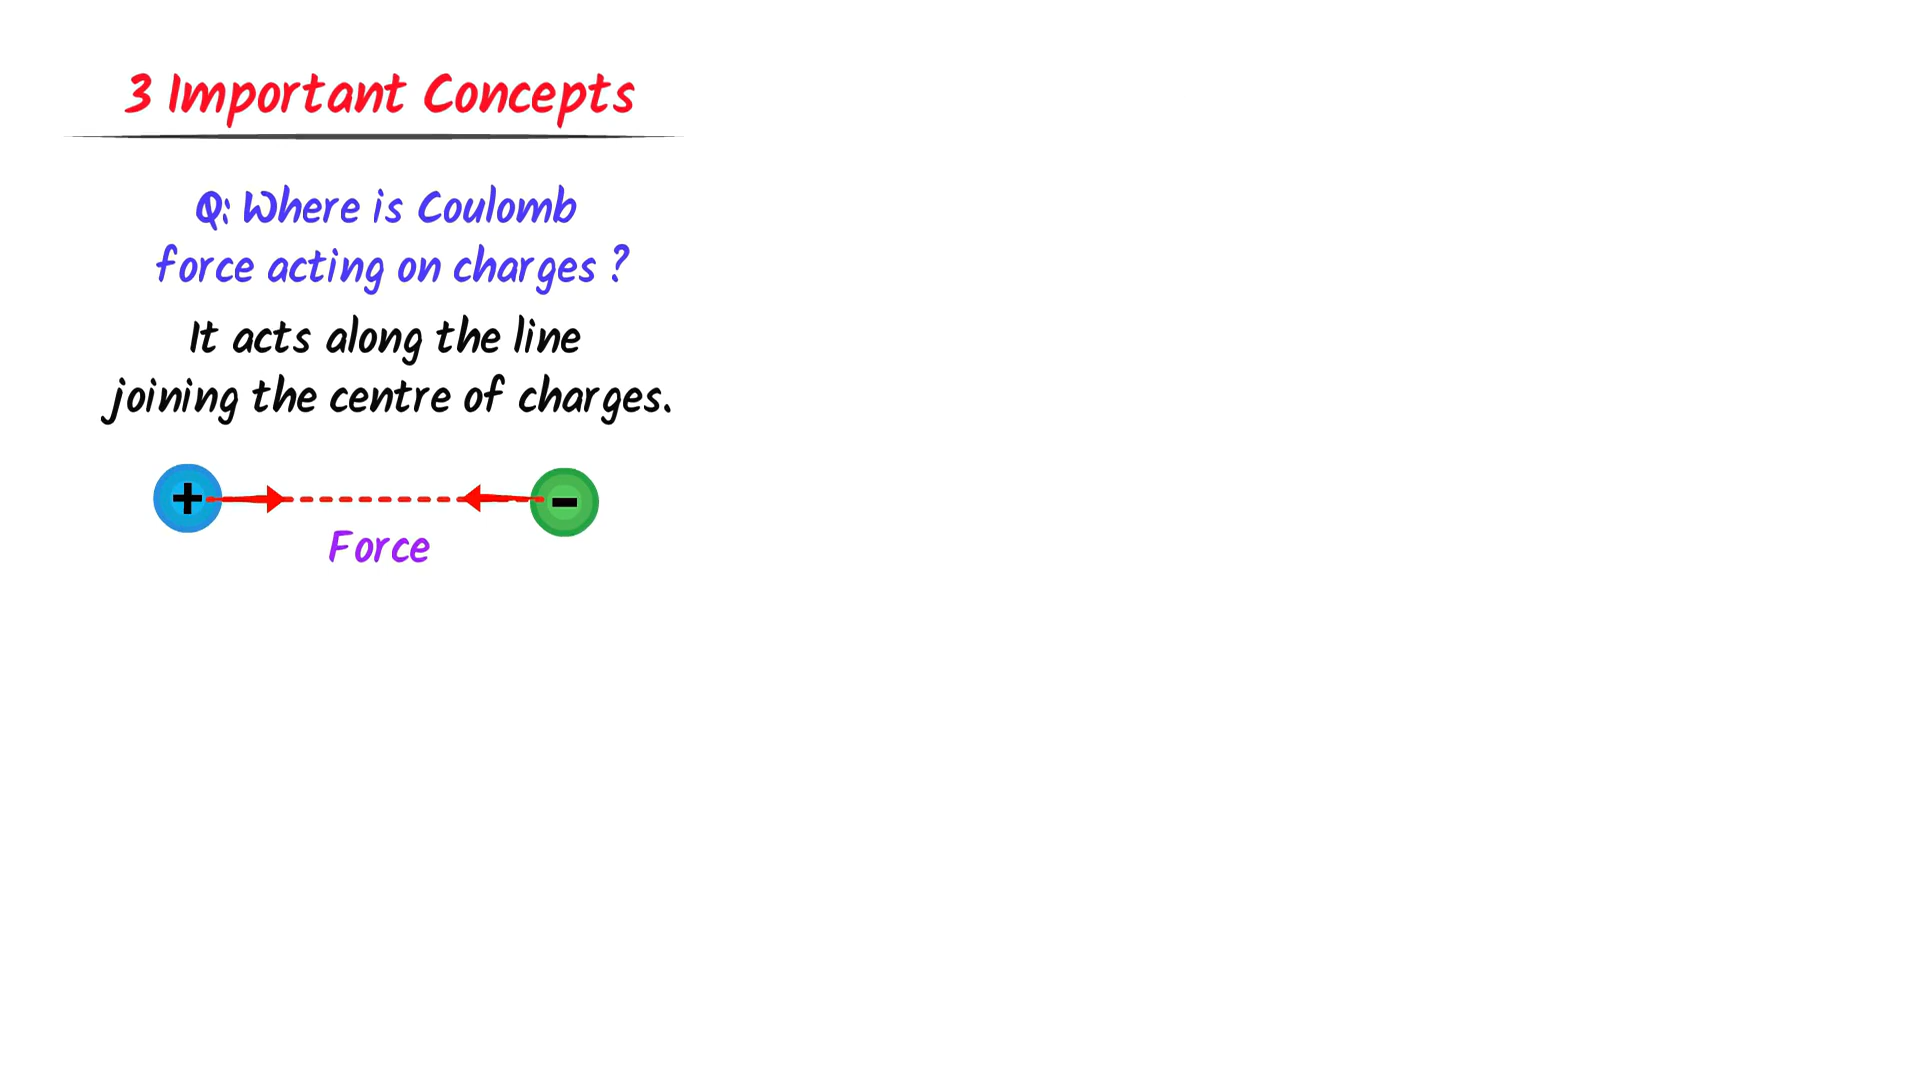 3 Important Concepts
Q: Where is Coulomb
force acting on charges ?
It acts along the line
joining the centre of charges.
+
-
Force